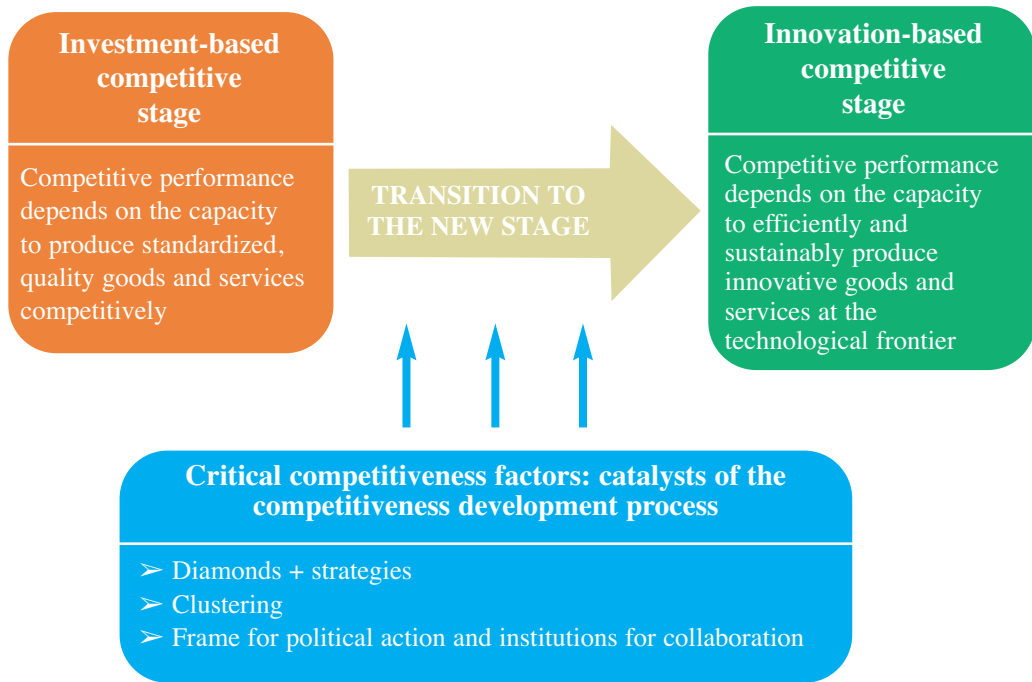 Investment-based
competitive
stage
Competitive performance
depends on the capacity
to produce standardized,
quality goods and services
competitively
TRANSITION TO
THE NEW STAGE
Innovation-based
competitive
stage
Competitive performance
depends on the capacity
to efficiently and
sustainably produce
innovative goods and
services at the
technological frontier
Critical competitiveness factors: catalysts of the
competitiveness development process
➢ Diamonds + strategies
➢ Clustering
➢ Frame for political action and institutions for collaboration